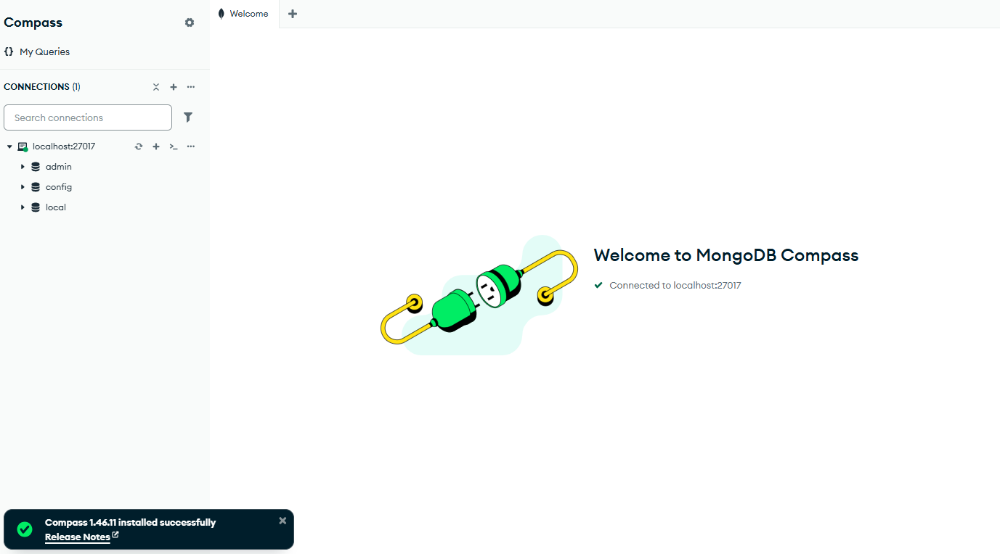 Compass
Welcome
My Queries
CONNECTIONS (1)
Search connections
localhost:27017
admin
config
local
Welcome to MongoDB Compass
Connected to localhost:27017
Compass 1.46.11 installed successfully
Release Notes